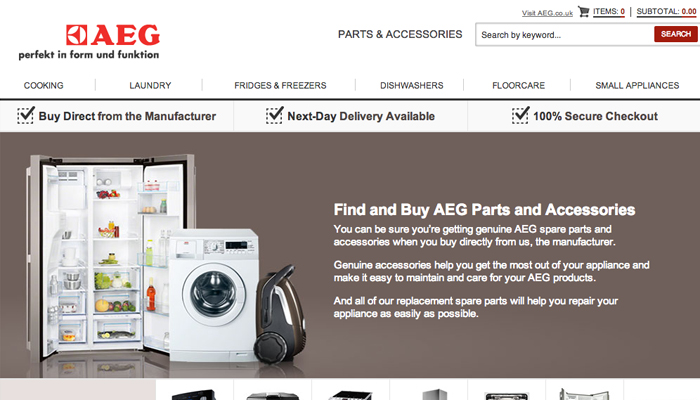 Visit AEG.co.uk
ITEMS: 0 | SUBTOTAL: 0.00
AEG
perfekt in form und funktion
PARTS & ACCESSORIES
Search by keyword...
SEARCH
COOKING
LAUNDRY
FRIDGES & FREEZERS
DISHWASHERS
FLOORCARE
SMALL APPLIANCES
Buy Direct from the Manufacturer
Next-Day Delivery Available
100% Secure Checkout
Find and Buy AEG Parts and Accessories
You can be sure you're getting genuine AEG spare parts and
accessories when you buy directly from us, the manufacturer.
Genuine accessories help you get the most out of your appliance and
make it easy to maintain and care for your AEG products.
And all of our replacement spare parts will help you repair your
appliance as easily as possible.